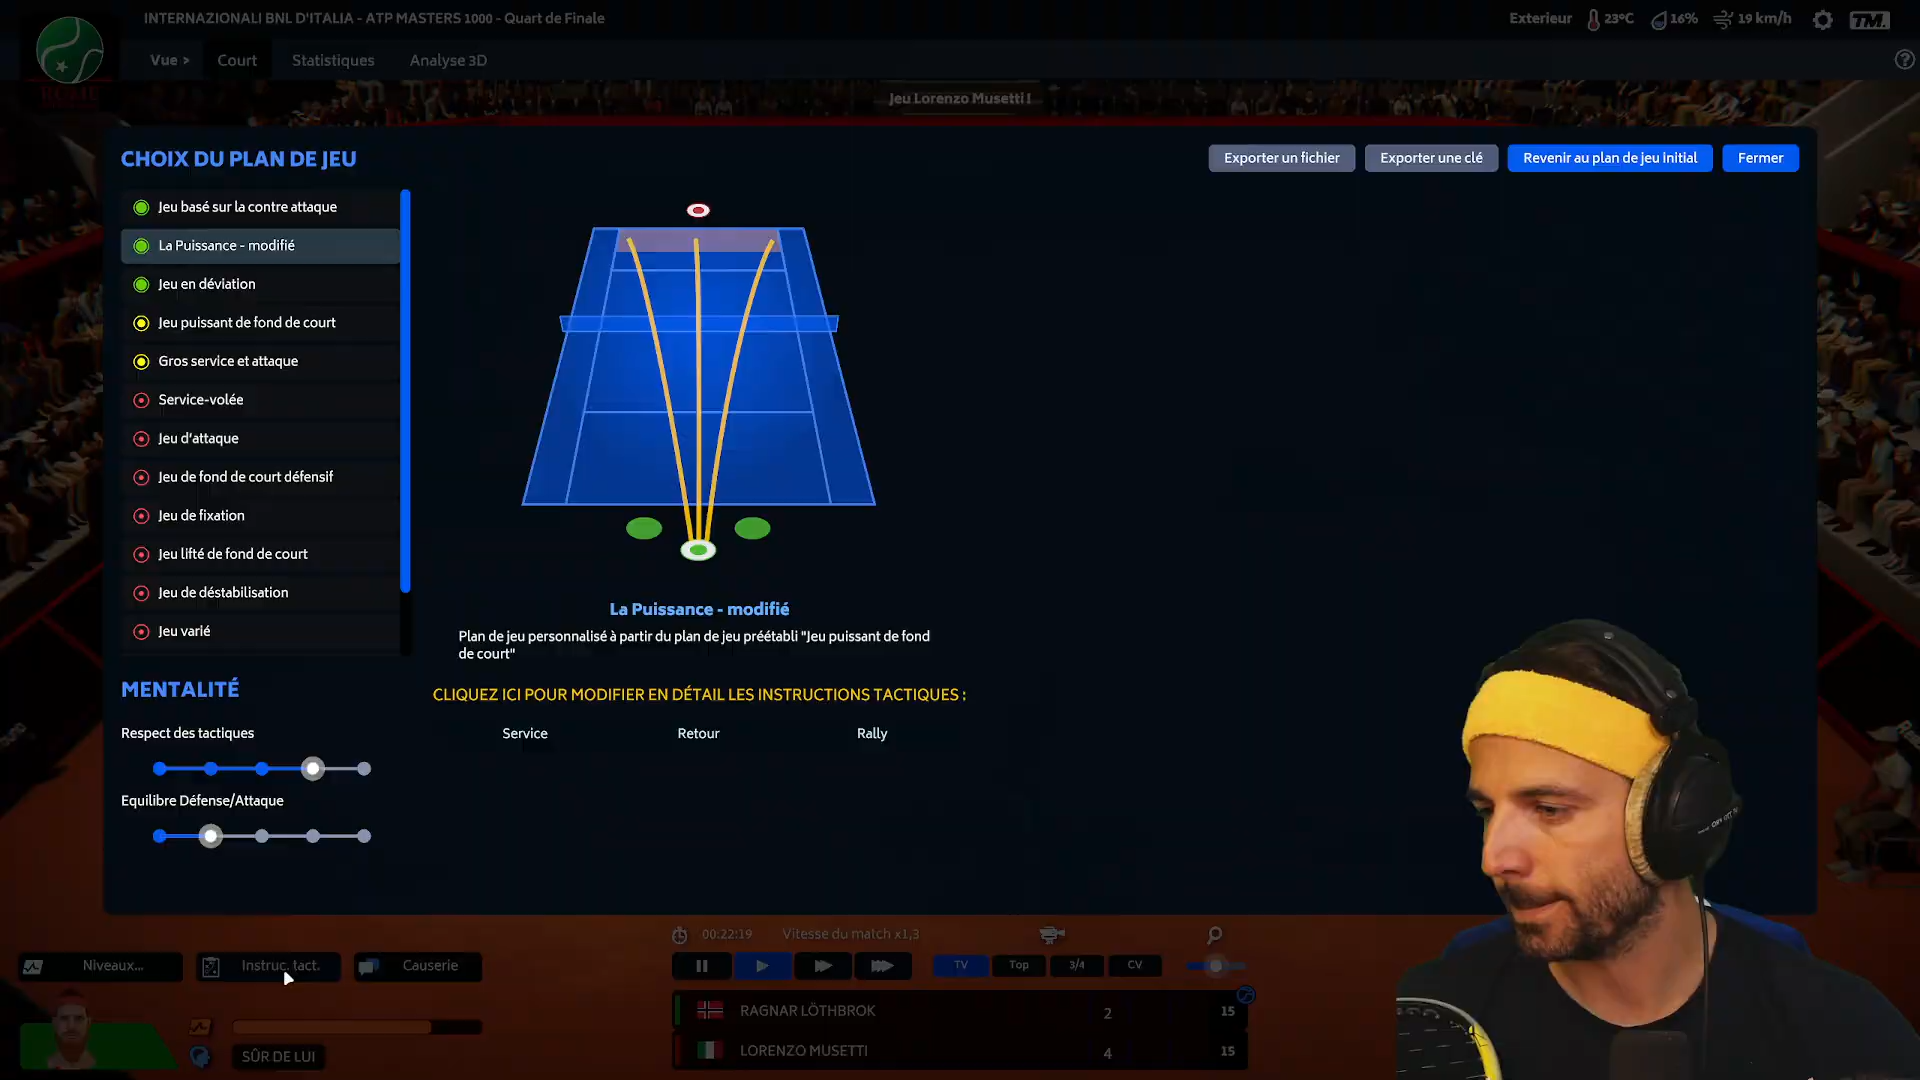 INTERNAZIONALI BNL D'ITALIA - ATP MASTERS 1000 - Quart de Finale
Exterieur 23°C 16% 19 km/h TM.
Vue > Court Statistiques Analyse 3D
Jeu Lorenzo Musetti !
CHOIX DU PLAN DE JEU
Exporter un fichier Exporter une clé Revenir au plan de jeu initial Fermer
Jeu basé sur la contre attaque
La Puissance - modifié
Jeu en déviation
Jeu puissant de fond de court
Gros service et attaque
Service-volée
Jeu d'attaque
Jeu de fond de court défensif
Jeu de fixation
Jeu lifté de fond de court
Jeu de déstabilisation
Jeu varié
La Puissance - modifié
Plan de jeu personnalisé à partir du plan de jeu préétabli "Jeu puissant de fond
de court"
CLIQUEZ ICI POUR MODIFIER EN DÉTAIL LES INSTRUCTIONS TACTIQUES :
Service Retour Rally
MENTALITÉ
Respect des tactiques
Equilibre Défense/Attaque
00:22:19 Vitesse du match x1,3
Niveaux... Instruc. tact. Causerie
TV Top 3/4 CV
RAGNAR LÖTHBROK 2 15
LORENZO MUSETTI 4 15
SÛR DE LUI